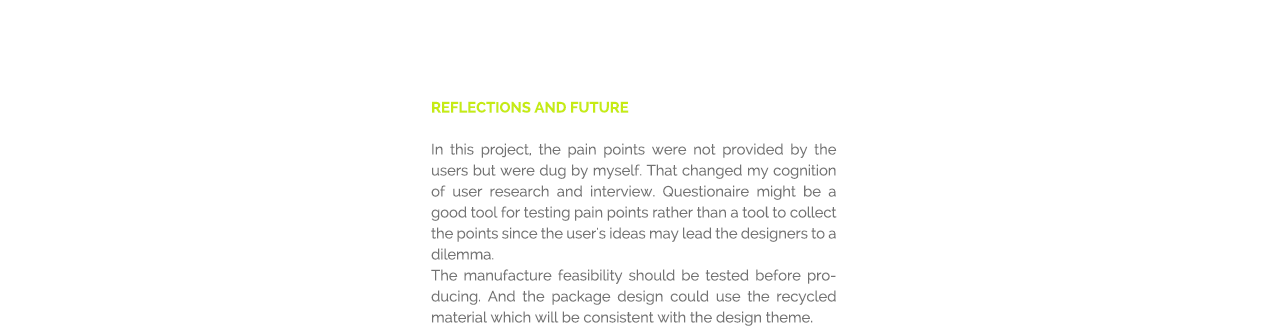 REFLECTIONS AND FUTURE
In this project, the pain points were not provided by the
users but were dug by myself. That changed my cognition
of user research and interview. Questionaire might be a
good tool for testing pain points rather than a tool to collect
the points since the user's ideas may lead the designers to a
dilemma.
The manufacture feasibility should be tested before pro-
ducing. And the package design could use the recycled
material which will be consistent with the design theme.